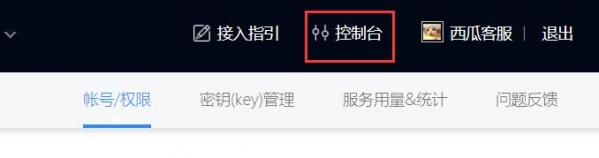 接入指引 控制台 西瓜客服 | 退出
帐号/权限 密钥(key)管理 服务用量&统计 问题反馈